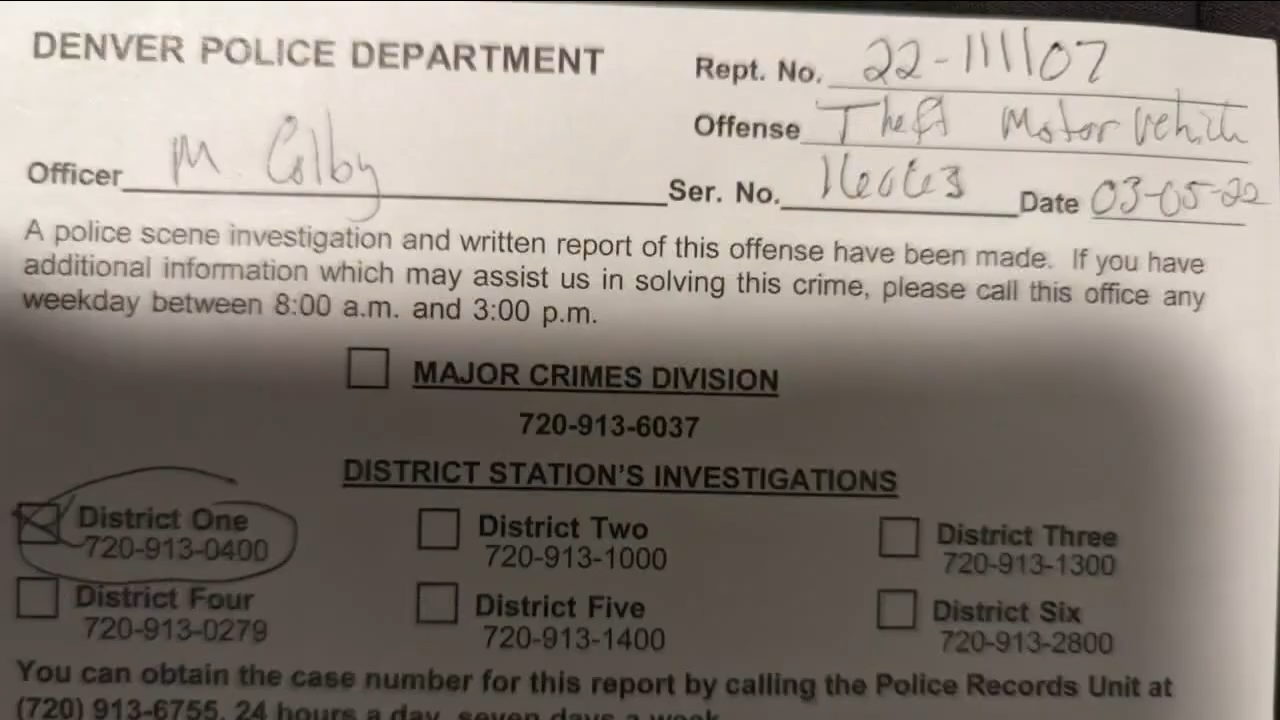 DENVER POLICE DEPARTMENT
Rept. No. 22-111107
Offense Theft Motor Vehicle
Officer M. Colby
Ser. No. Date 03-05-22
A police scene investigation and written report of this offense have been made. If you have
additional information which may assist us in solving this crime, please call this office any
weekday between 8:00 a.m. and 3:00 p.m.
MAJOR CRIMES DIVISION
720-913-6037
DISTRICT STATION'S INVESTIGATIONS
District One District Two District Three
720-913-0400 720-913-1000 720-913-1300
District Four District Five District Six
720-913-0279 720-913-1400 720-913-2800
You can obtain the case number for this report by calling the Police Records Unit at
(720) 913-6755, 24 hours a day, seven days a week